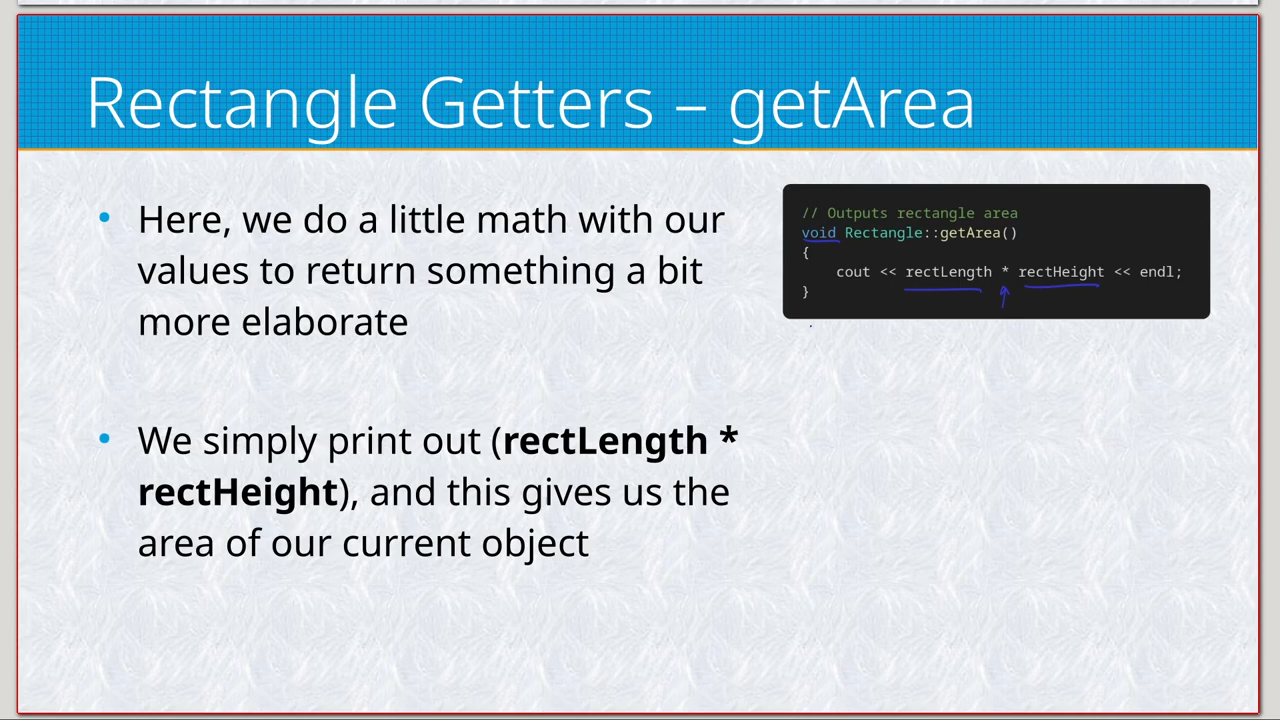 Rectangle Getters – getArea
• Here, we do a little math with our
values to return something a bit
more elaborate
• We simply print out (rectLength *
rectHeight), and this gives us the
area of our current object
// Outputs rectangle area
void Rectangle::getArea()
{
cout << rectLength * rectHeight << endl;
}